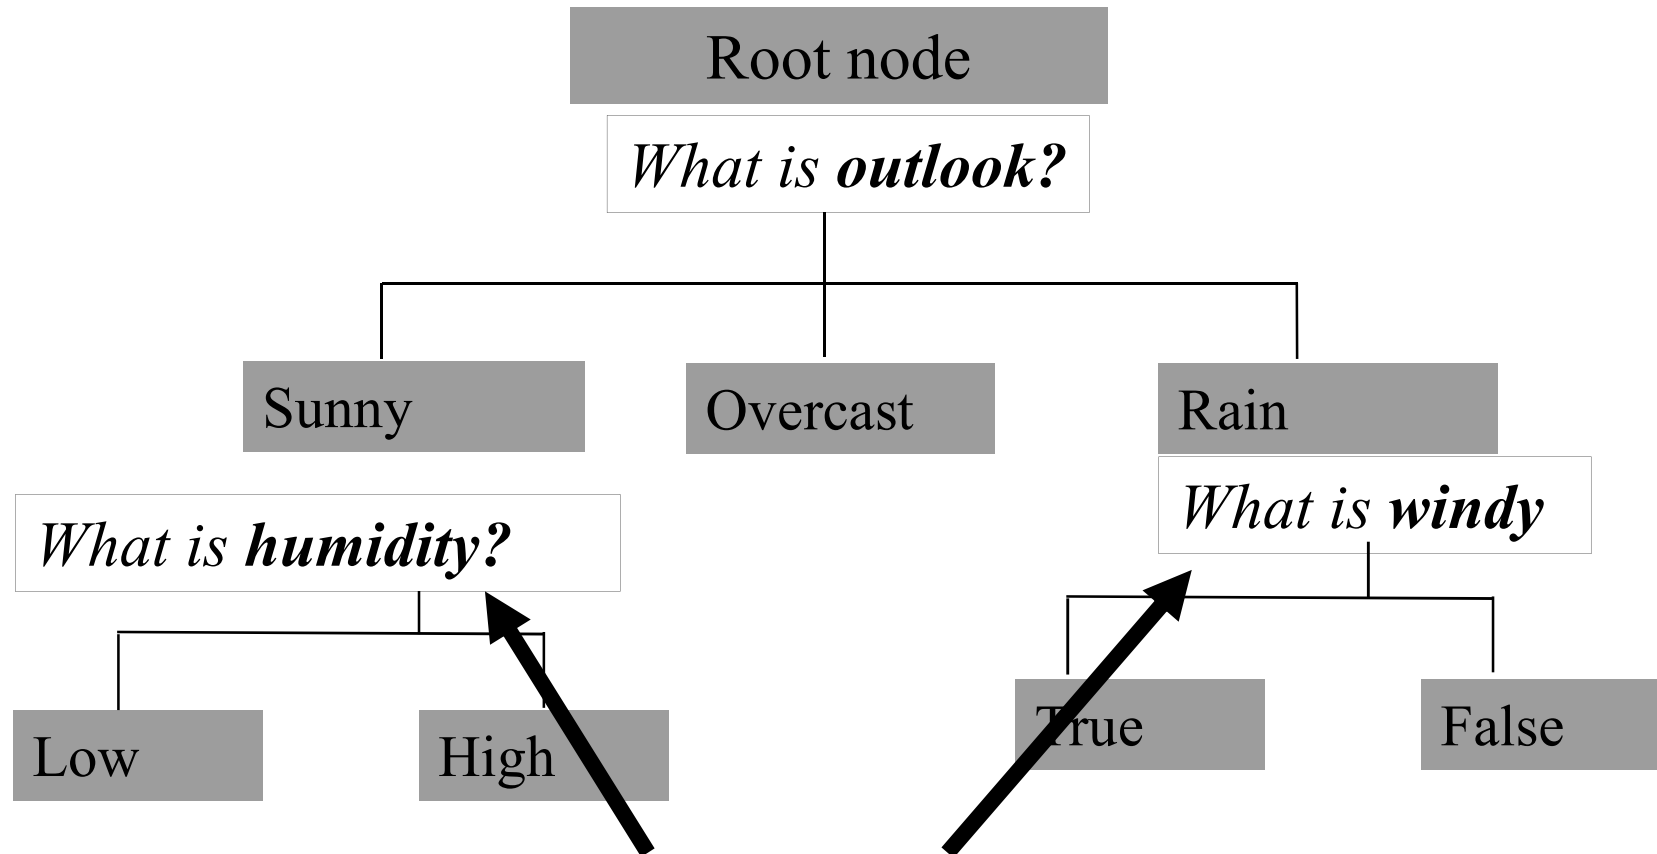 Root node
What is outlook?
Sunny
Overcast
Rain
What is humidity?
What is windy
Low
High
True
False